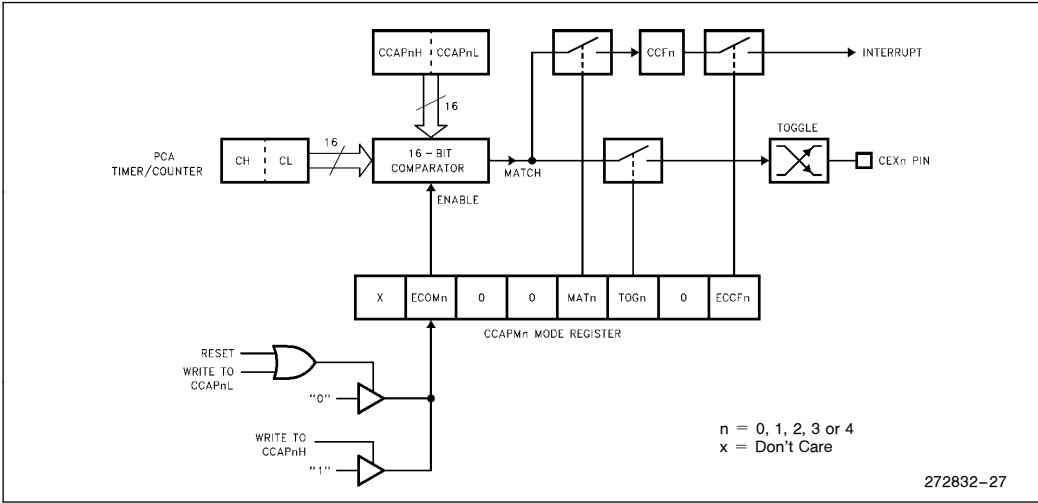 CCAPnH CCAPnL
CCFn
INTERRUPT
16
TOGGLE
PCA
TIMER/COUNTER
CH CL
16
16 – BIT
COMPARATOR
MATCH
CEXn PIN
ENABLE
X ECOMn 0 0 MATn TOGn 0 ECCFn
CCAPMn MODE REGISTER
RESET
WRITE TO
CCAPnL
"0"
WRITE TO
CCAPnH
"1"
n = 0, 1, 2, 3 or 4
x = Don't Care
272832–27